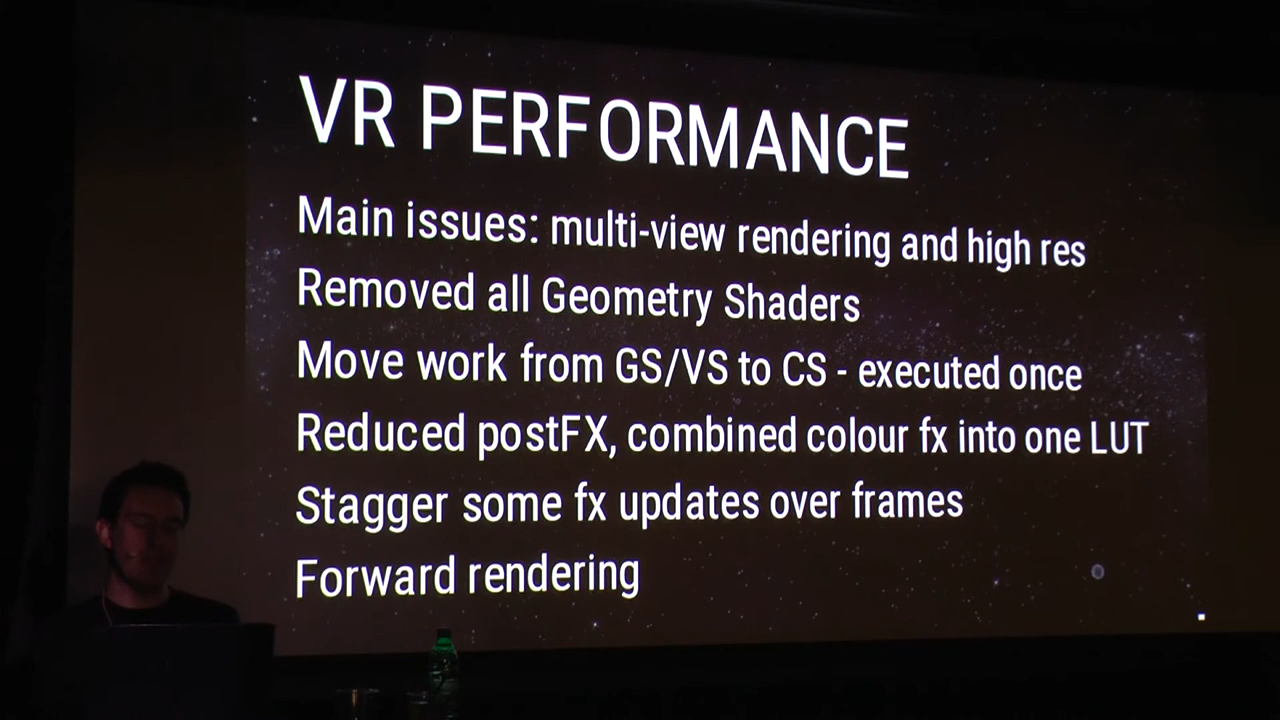 VR PERFORMANCE
Main issues: multi-view rendering and high res
Removed all Geometry Shaders
Move work from GS/VS to CS - executed once
Reduced postFX, combined colour fx into one LUT
Stagger some fx updates over frames
Forward rendering